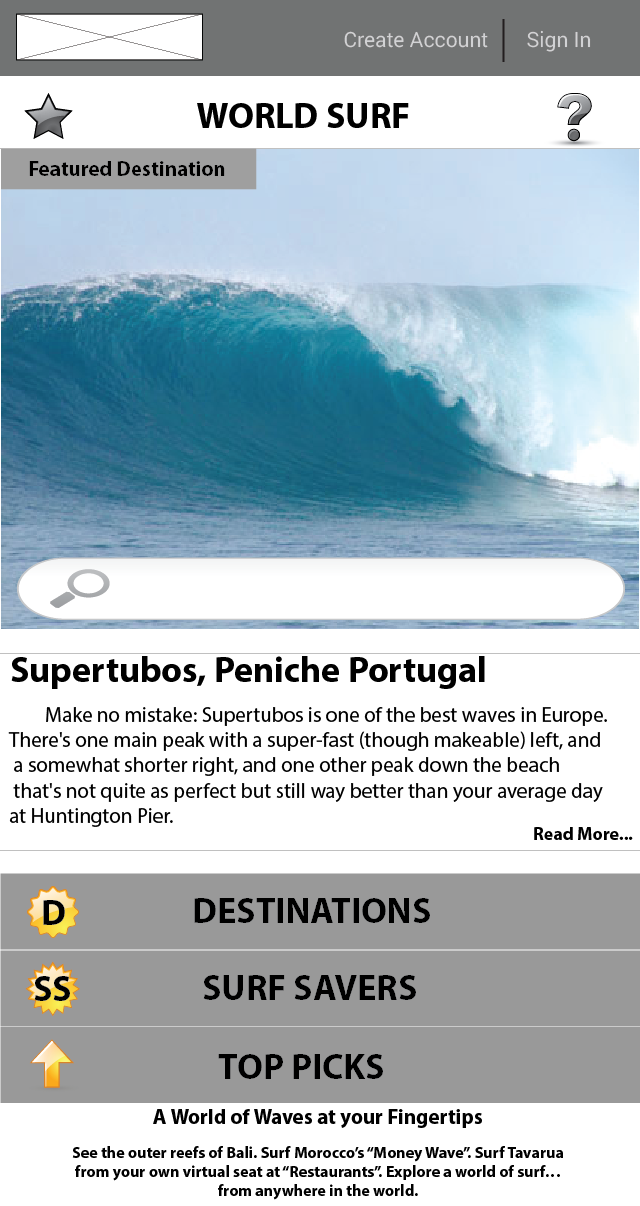 Create Account
Sign In
WORLD SURF
Featured Destination
Supertubos, Peniche Portugal
Make no mistake: Supertubos is one of the best waves in Europe.
There's one main peak with a super-fast (though makeable) left, and
a somewhat shorter right, and one other peak down the beach
that's not quite as perfect but still way better than your average day
at Huntington Pier.
Read More...
D DESTINATIONS
SS SURF SAVERS
TOP PICKS
A World of Waves at your Fingertips
See the outer reefs of Bali. Surf Morocco’s “Money Wave”. Surf Tavarua
from your own virtual seat at “Restaurants”. Explore a world of surf…
from anywhere in the world.